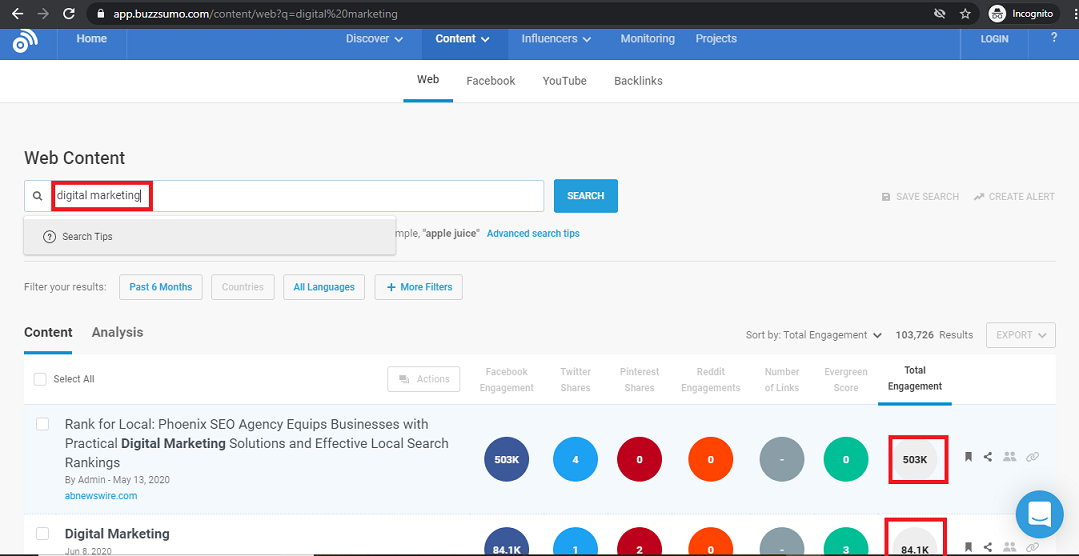 app.buzzsumo.com/content/web?q=digital%20marketing
Incognito
Home
Discover
Content
Influencers
Monitoring
Projects
LOGIN
?
Web
Facebook
YouTube
Backlinks
Web Content
digital marketing
SEARCH
SAVE SEARCH
CREATE ALERT
? Search Tips
mple, "apple juice" Advanced search tips
Filter your results:
Past 6 Months
Countries
All Languages
+ More Filters
Content
Analysis
Sort by: Total Engagement
103,726 Results
EXPORT
Select All
Actions
Facebook
Engagement
Twitter
Shares
Pinterest
Shares
Reddit
Engagements
Number
of Links
Evergreen
Score
Total
Engagement
Rank for Local: Phoenix SEO Agency Equips Businesses with
Practical Digital Marketing Solutions and Effective Local Search
Rankings
By Admin - May 13, 2020
abnewswire.com
503K
4
0
0
-
0
503K
Digital Marketing
Jun 8, 2020
84.1K
1
2
0
-
3
84.1K